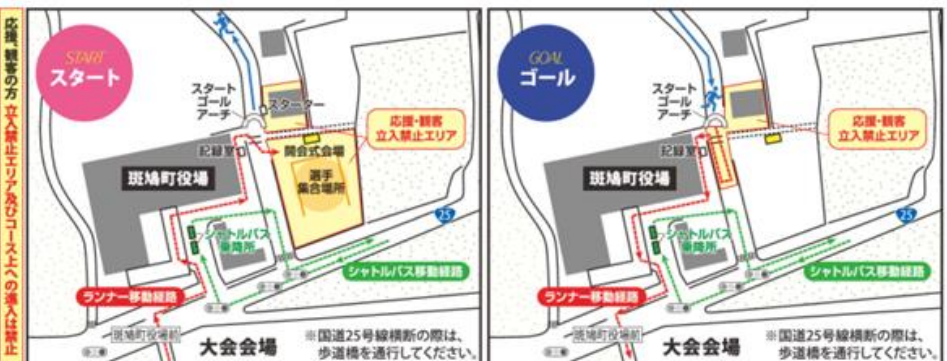 応援、観客の方 立入禁止エリア及びコース上への進入は禁止
START
スタート
スタート
ゴール
アーチ
スターター
応援・観客
立入禁止エリア
記録室
開会式会場
斑鳩町役場
選手
集合場所
25
シャトルバス
乗降所
シャトルバス移動経路
ランナー移動経路
斑鳩町役場前
大会会場
※国道25号線横断の際は、
歩道橋を通行してください。
GOAL
ゴール
スタート
ゴール
アーチ
応援・観客
立入禁止エリア
記録室
斑鳩町役場
25
シャトルバス
乗降所
シャトルバス移動経路
ランナー移動経路
斑鳩町役場前
大会会場
※国道25号線横断の際は、
歩道橋を通行してください。